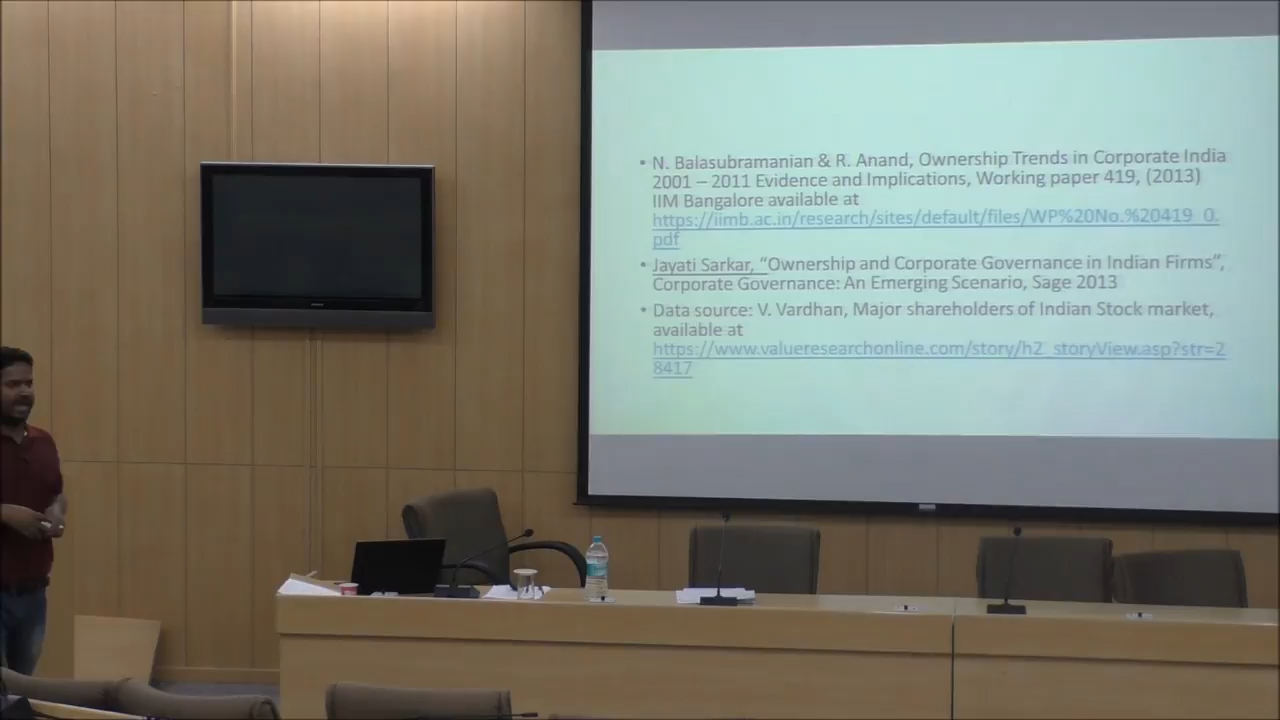 • N. Balasubramanian & R. Anand, Ownership Trends in Corporate India
2001 – 2011 Evidence and Implications, Working paper 419, (2013)
IIM Bangalore available at
https://iimb.ac.in/research/sites/default/files/WP%20No.%20419_0.
pdf
• Jayati Sarkar, “Ownership and Corporate Governance in Indian Firms”,
Corporate Governance: An Emerging Scenario, Sage 2013
• Data source: V. Vardhan, Major shareholders of Indian Stock market,
available at
https://www.valueresearchonline.com/story/h2_storyView.asp?str=2
8417